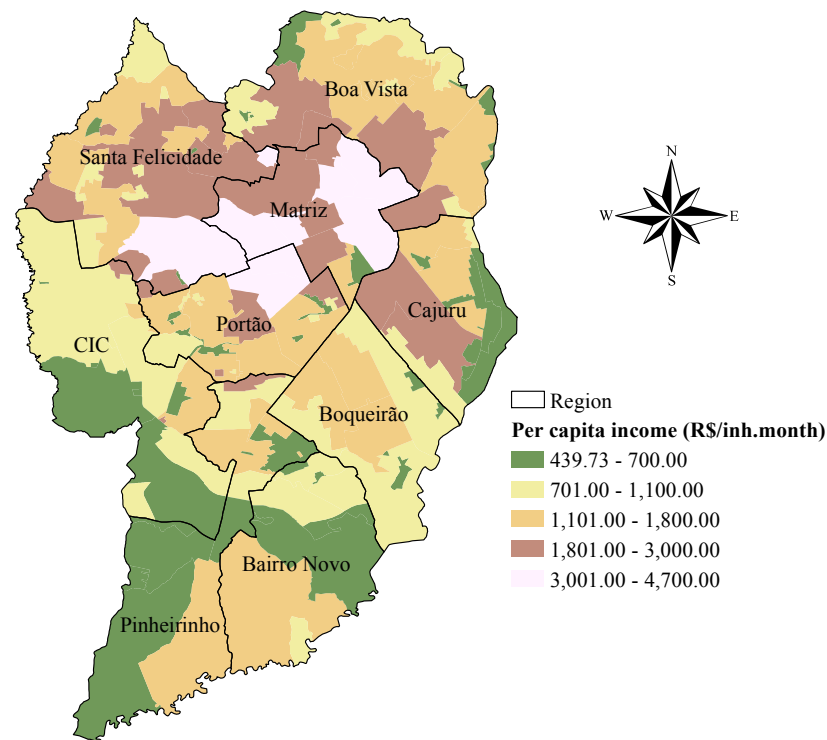 Boa Vista
Santa Felicidade
Matriz
N
W
E
S
Cajuru
Portão
CIC
Boqueirão
Bairro Novo
Pinheirinho
Region
Per capita income (R$/inh.month)
439.73 - 700.00
701.00 - 1,100.00
1,101.00 - 1,800.00
1,801.00 - 3,000.00
3,001.00 - 4,700.00